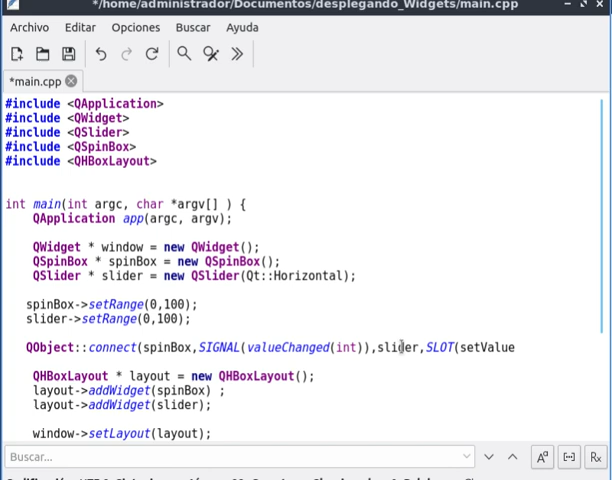 */home/administrador/Documentos/desplegando_Widgets/main.cpp
Archivo Editar Opciones Buscar Ayuda
*main.cpp
#include <QApplication>
#include <QWidget>
#include <QSlider>
#include <QSpinBox>
#include <QHBoxLayout>
int main(int argc, char *argv[] ) {
QApplication app(argc, argv);
QWidget * window = new QWidget();
QSpinBox * spinBox = new QSpinBox();
QSlider * slider = new QSlider(Qt::Horizontal);
spinBox->setRange(0,100);
slider->setRange(0,100);
QObject::connect(spinBox,SIGNAL(valueChanged(int)),slider,SLOT(setValue
QHBoxLayout * layout = new QHBoxLayout();
layout->addWidget(spinBox) ;
layout->addWidget(slider);
window->setLayout(layout);
Buscar...